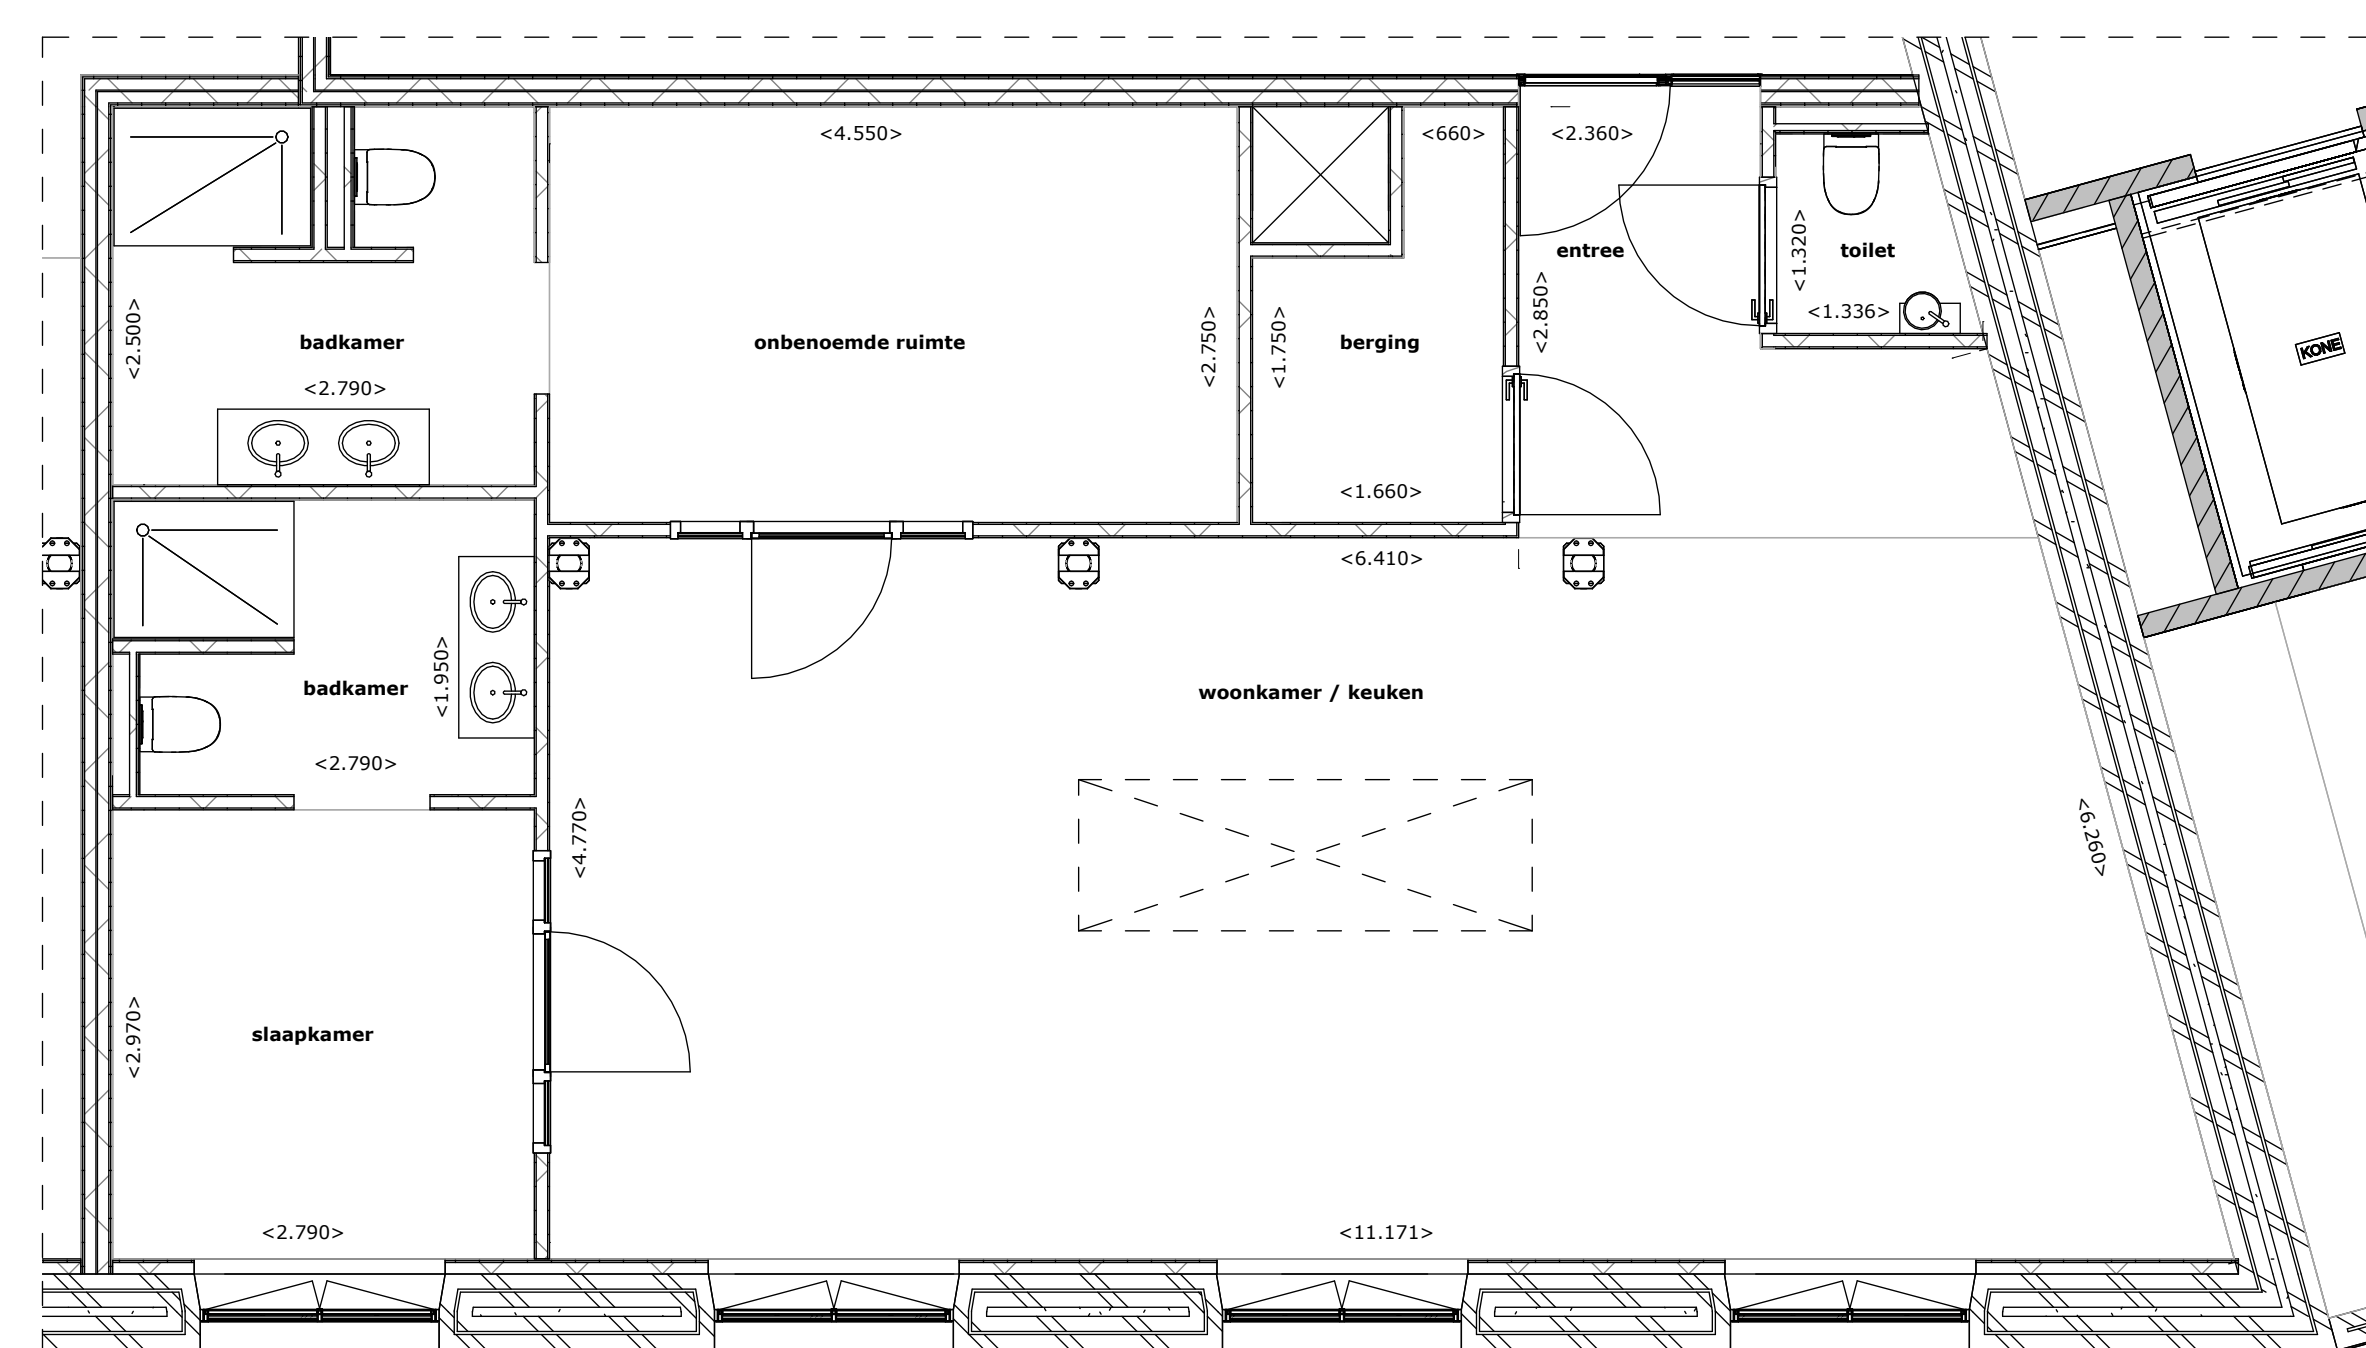 <4.550>
<660>
<2.360>
<1.320>
entree
toilet
<2.500>
<2.850>
<1.336>
badkamer
onbenoemde ruimte
<2.750>
<1.750>
berging
KONE
<2.790>
<1.660>
<6.410>
badkamer
<1.950>
woonkamer / keuken
<2.790>
<4.770>
<6.260>
slaapkamer
<2.970>
<2.790>
<11.171>